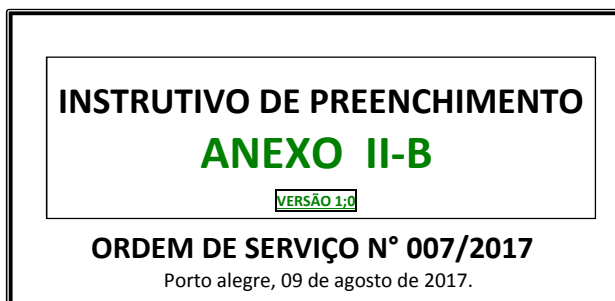 INSTRUTIVO DE PREENCHIMENTO
ANEXO II-B
VERSÃO 1;0
ORDEM DE SERVIÇO N° 007/2017
Porto alegre, 09 de agosto de 2017.